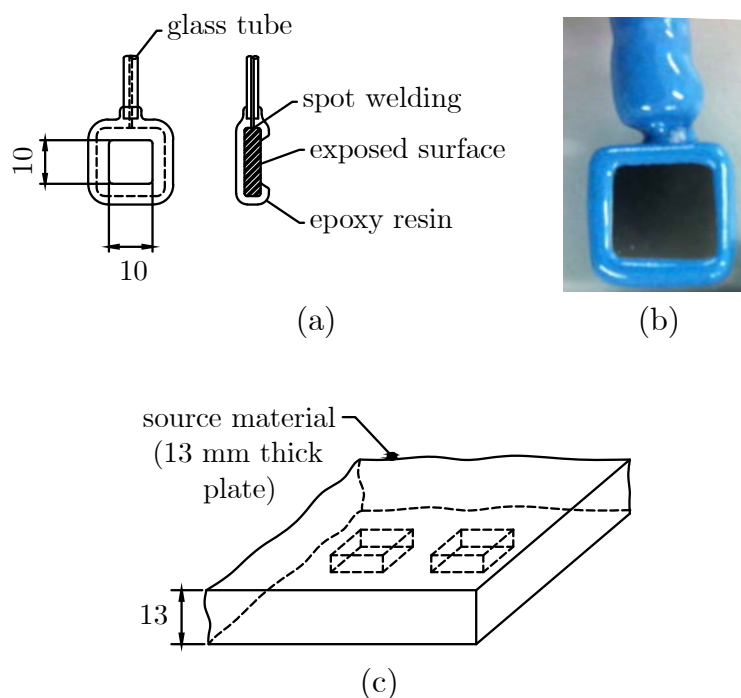 glass tube
spot welding
exposed surface
epoxy resin
10
10
(a)
(b)
source material
(13 mm thick
plate)
13
(c)